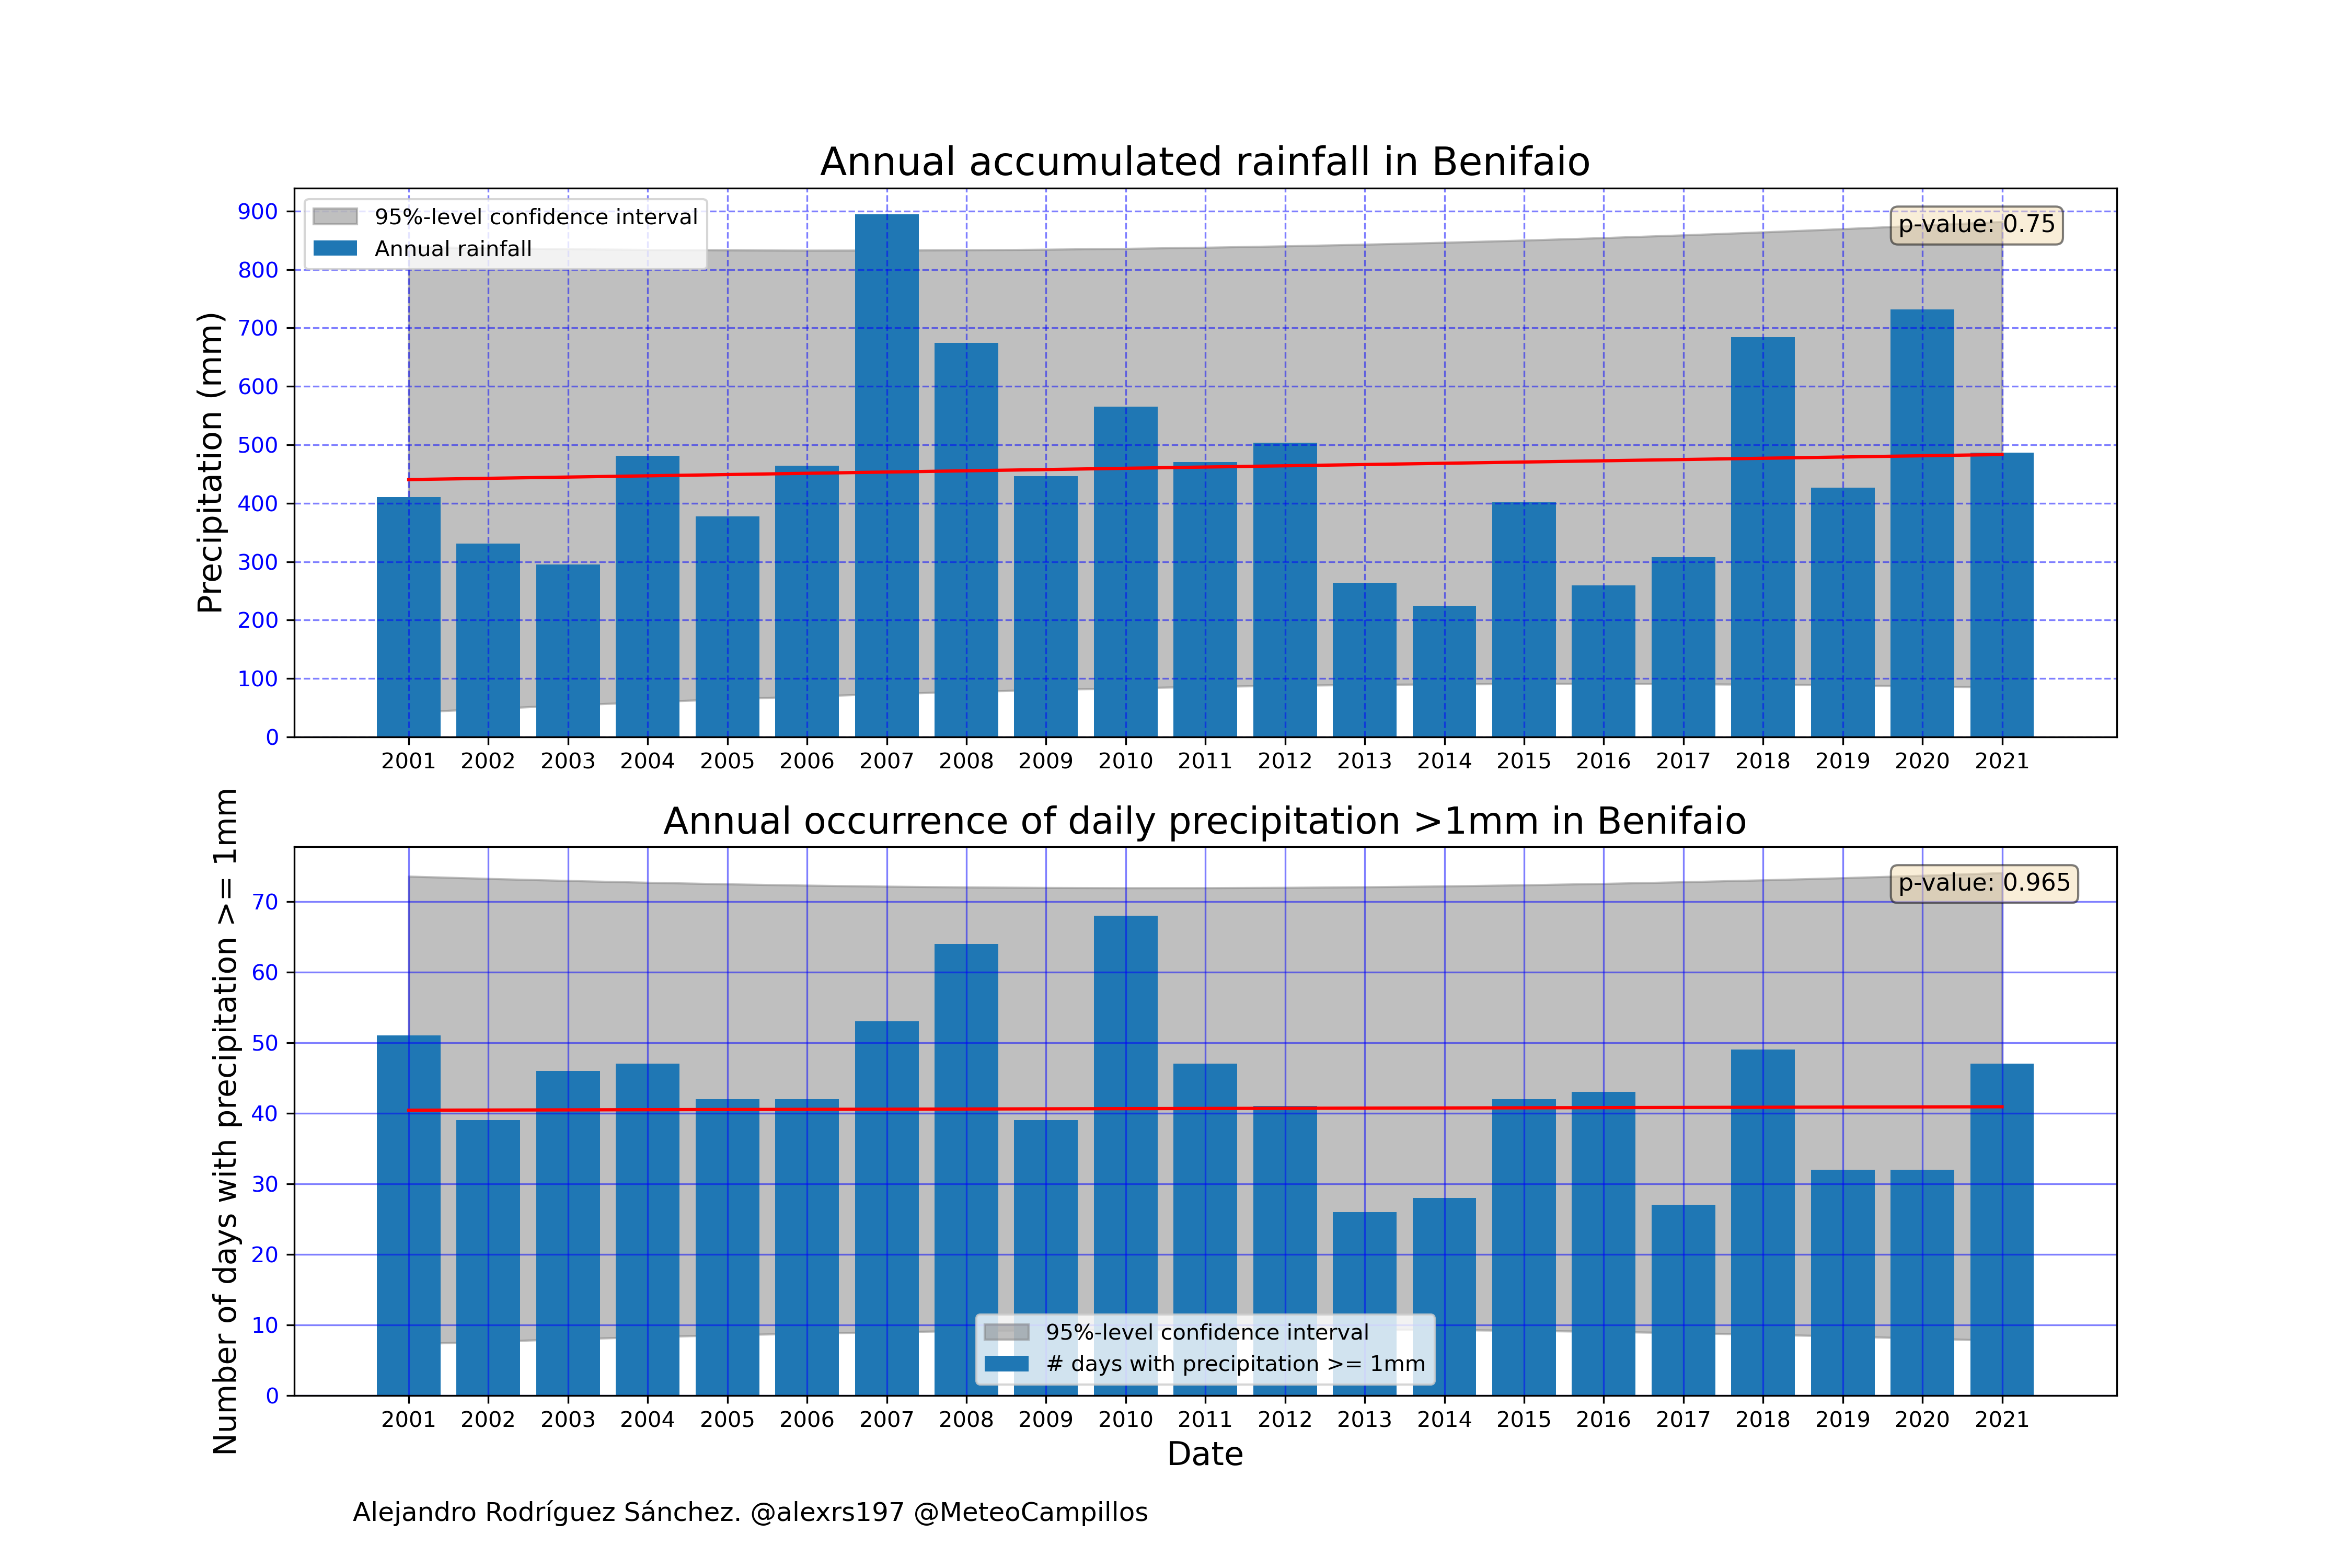 Annual accumulated rainfall in Benifaio
95%-level confidence interval
Annual rainfall
p-value: 0.75
Precipitation (mm)
900
800
700
600
500
400
300
200
100
0
2001 2002 2003 2004 2005 2006 2007 2008 2009 2010 2011 2012 2013 2014 2015 2016 2017 2018 2019 2020 2021
Annual occurrence of daily precipitation >1mm in Benifaio
p-value: 0.965
Number of days with precipitation >= 1mm
70
60
50
40
30
20
10
0
95%-level confidence interval
# days with precipitation >= 1mm
2001 2002 2003 2004 2005 2006 2007 2008 2009 2010 2011 2012 2013 2014 2015 2016 2017 2018 2019 2020 2021
Date
Alejandro Rodríguez Sánchez. @alexrs197 @MeteoCampillos